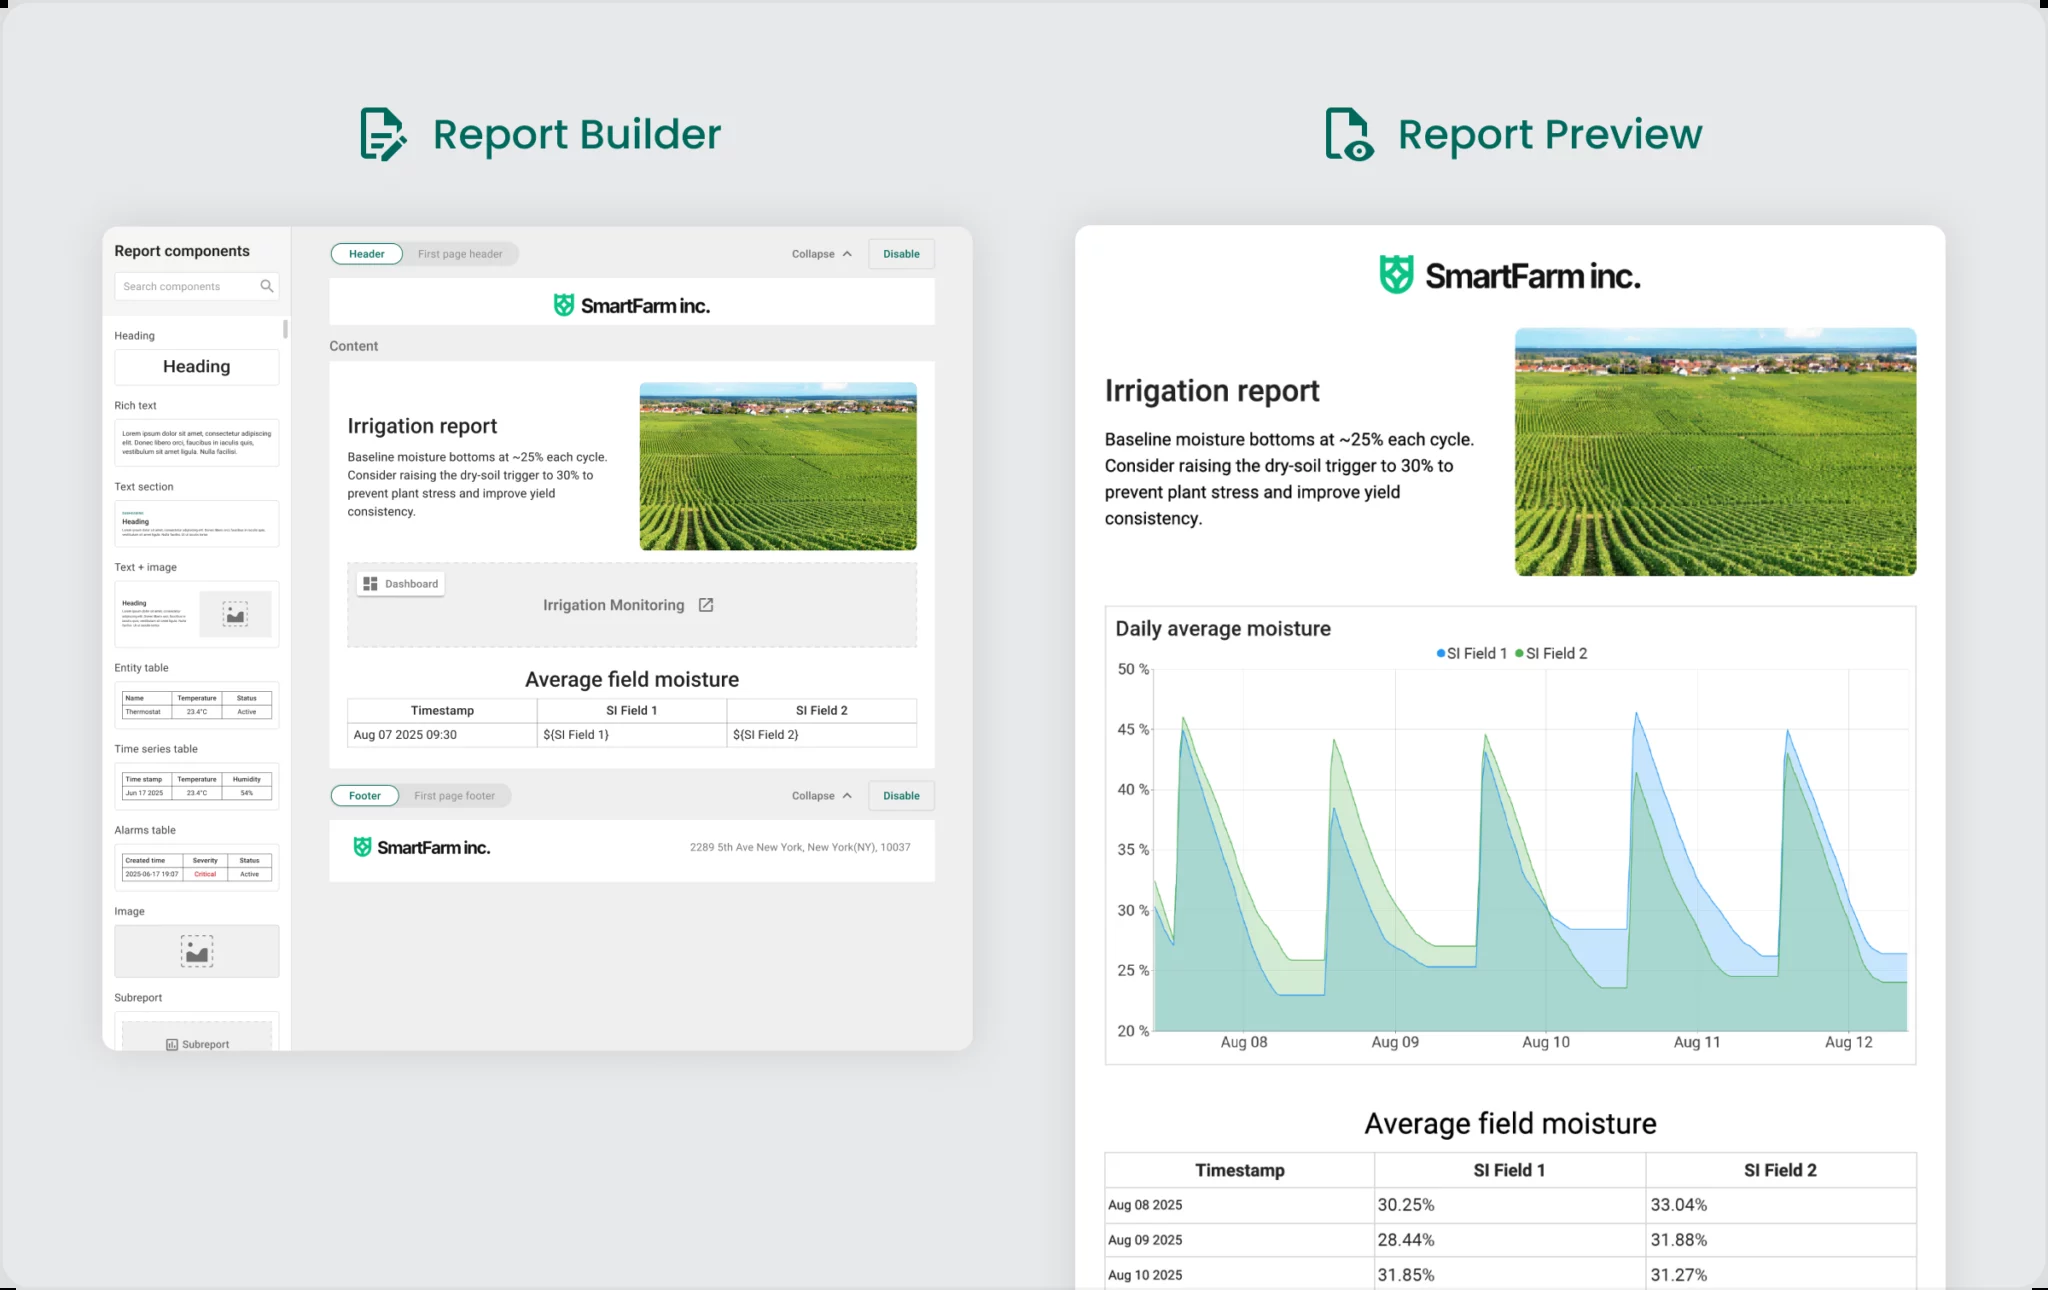 Report Builder
Report Preview
Report components
Search components
Heading
Heading
Rich text
Lorem ipsum dolor sit amet, consectetur adipiscing
elit. Donec libero orci, faucibus in iaculis quis,
vestibulum sit amet ligula. Nulla facilisi.
Text section
Heading
Text + image
Heading
Entity table
Name Temperature Status
Thermostat 23.4°C Active
Time series table
Time stamp Temperature Humidity
Jun 17 2025 23.4°C 54%
Alarms table
Created time Severity Status
2025-06-17 19:07 Critical Active
Image
Subreport
Subreport
Header First page header Collapse Disable
SmartFarm inc.
Content
Irrigation report
Baseline moisture bottoms at ~25% each cycle.
Consider raising the dry-soil trigger to 30% to
prevent plant stress and improve yield
consistency.
Dashboard
Irrigation Monitoring
Average field moisture
Timestamp SI Field 1 SI Field 2
Aug 07 2025 09:30 ${SI Field 1} ${SI Field 2}
Footer First page footer Collapse Disable
SmartFarm inc. 2289 5th Ave New York, New York(NY), 10037
SmartFarm inc.
Irrigation report
Baseline moisture bottoms at ~25% each cycle.
Consider raising the dry-soil trigger to 30% to
prevent plant stress and improve yield
consistency.
Daily average moisture
SI Field 1 SI Field 2
50 %
45 %
40 %
35 %
30 %
25 %
20 %
Aug 08 Aug 09 Aug 10 Aug 11 Aug 12
Average field moisture
Timestamp SI Field 1 SI Field 2
Aug 08 2025 30.25% 33.04%
Aug 09 2025 28.44% 31.88%
Aug 10 2025 31.85% 31.27%